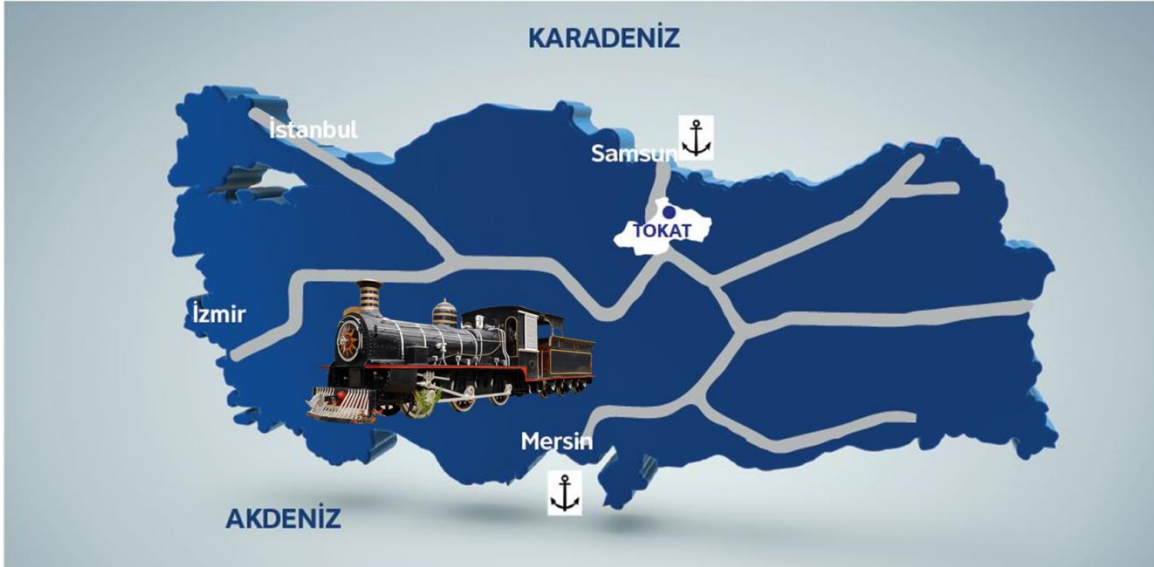 KARADENİZ
İstanbul
Samsun
TOKAT
İzmir
Mersin
AKDENİZ